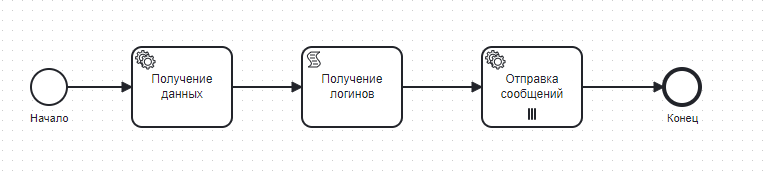 Начало
Получение
данных
Получение
логинов
Отправка
сообщений
Конец